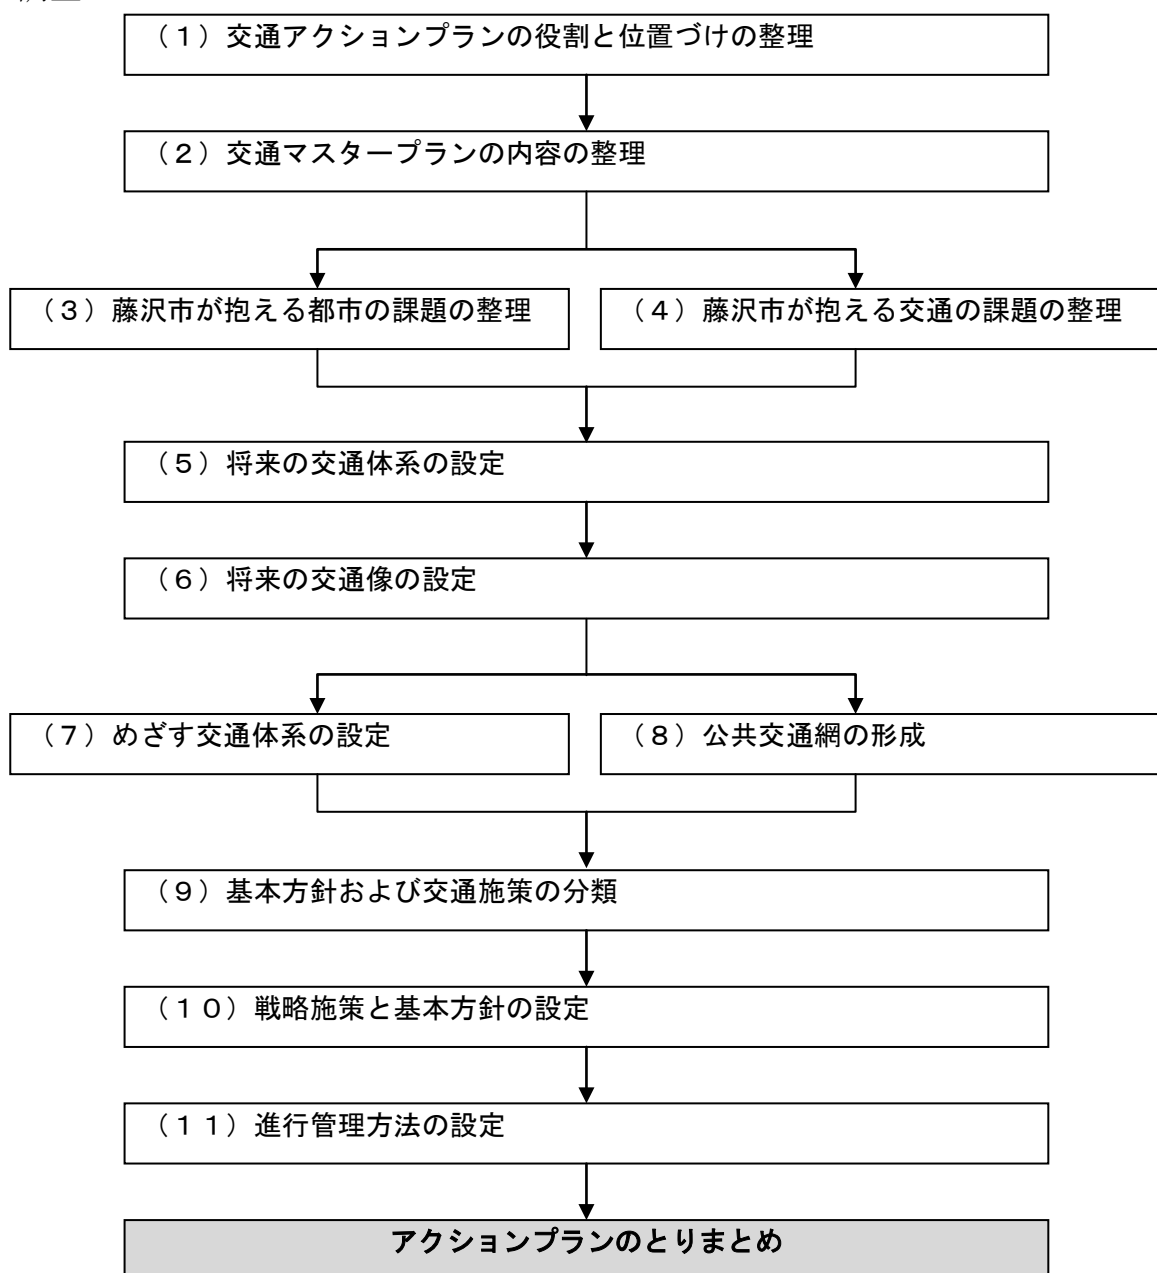 （１）交通アクションプランの役割と位置づけの整理
（２）交通マスタープランの内容の整理
（３）藤沢市が抱える都市の課題の整理
（４）藤沢市が抱える交通の課題の整理
（５）将来の交通体系の設定
（６）将来の交通像の設定
（７）めざす交通体系の設定
（８）公共交通網の形成
（９）基本方針および交通施策の分類
（１０）戦略施策と基本方針の設定
（１１）進行管理方法の設定
アクションプランのとりまとめ